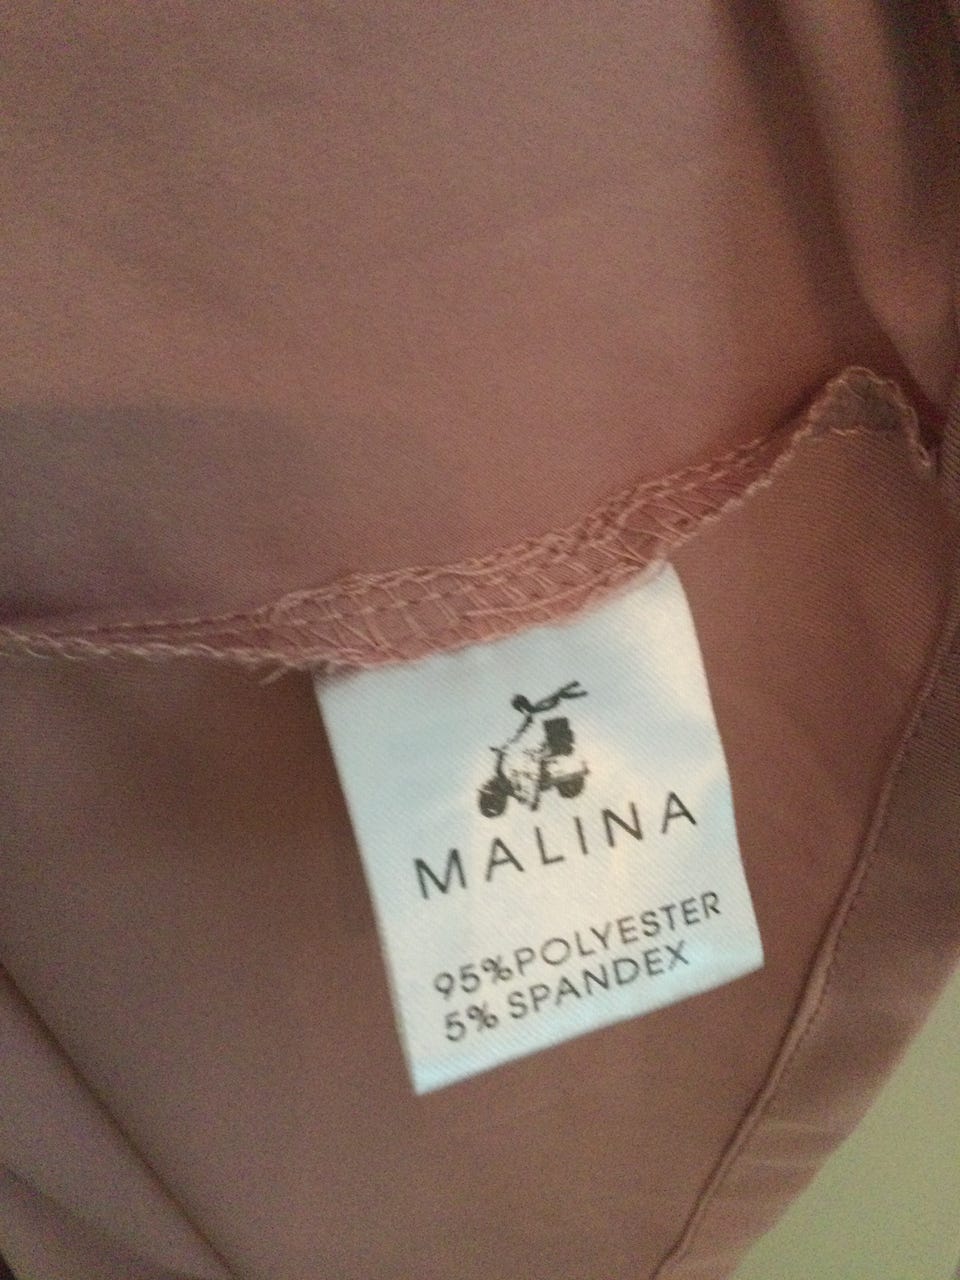 MALINA
95%POLYESTER
5% SPANDEX